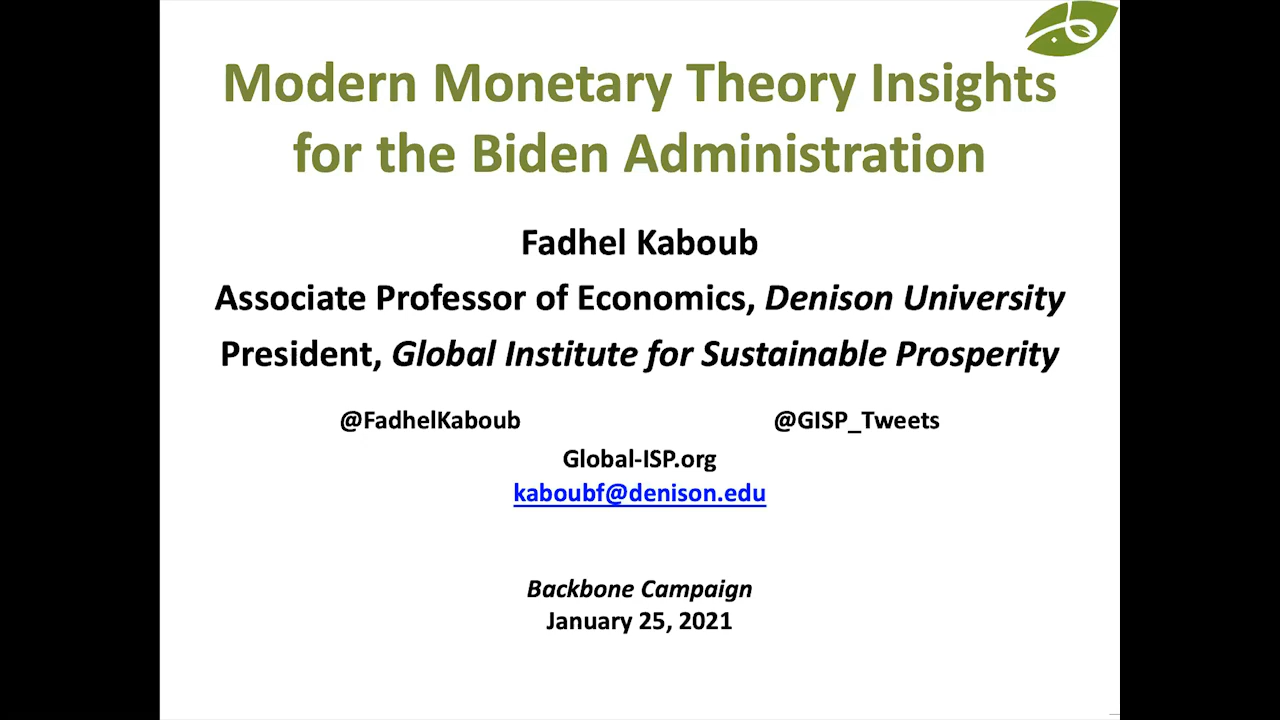 Modern Monetary Theory Insights
for the Biden Administration
Fadhel Kaboub
Associate Professor of Economics, Denison University
President, Global Institute for Sustainable Prosperity
@FadhelKaboub @GISP_Tweets
Global-ISP.org
kaboubf@denison.edu
Backbone Campaign
January 25, 2021